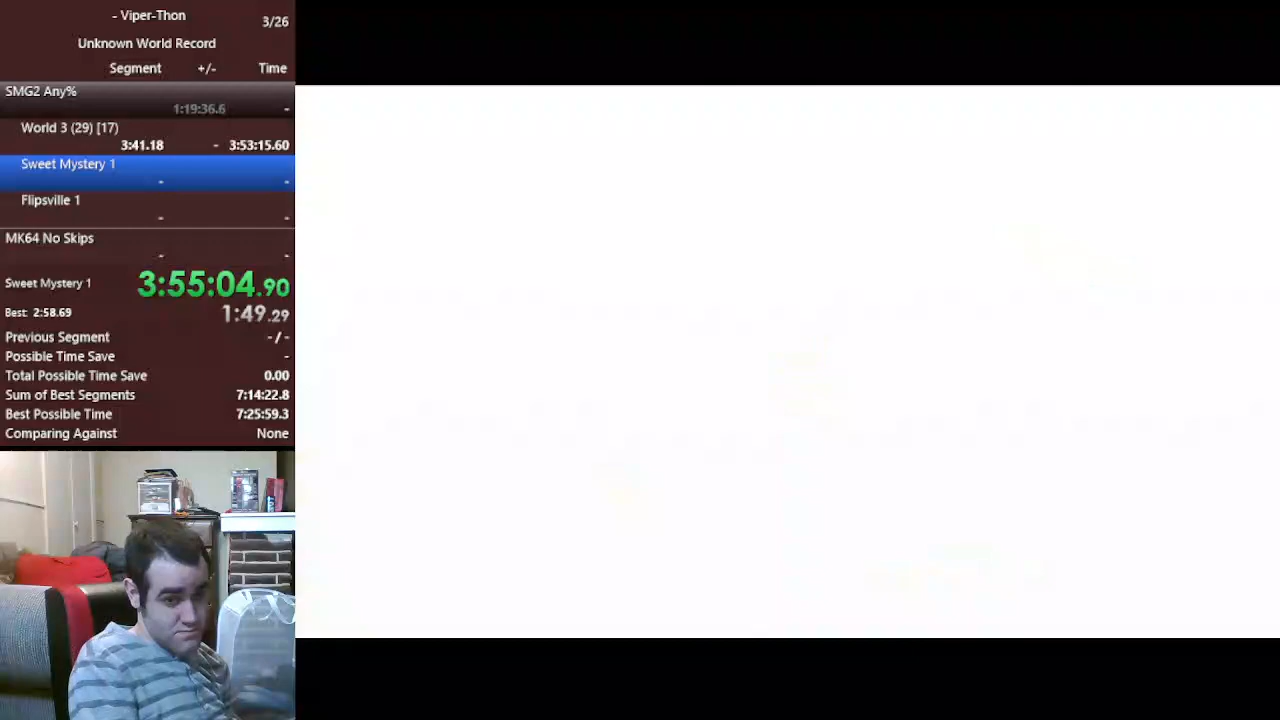 - Viper-Thon
3/26
Unknown World Record
Segment +/- Time
SMG2 Any%
1:19:36.6 -
World 3 (29) [17]
3:41.18 - 3:53:15.60
Sweet Mystery 1
- -
Flipsville 1
- -
MK64 No Skips
- -
Sweet Mystery 1 3:55:04.90
Best: 2:58.69 1:49.29
Previous Segment - / -
Possible Time Save -
Total Possible Time Save 0.00
Sum of Best Segments 7:14:22.8
Best Possible Time 7:25:59.3
Comparing Against None